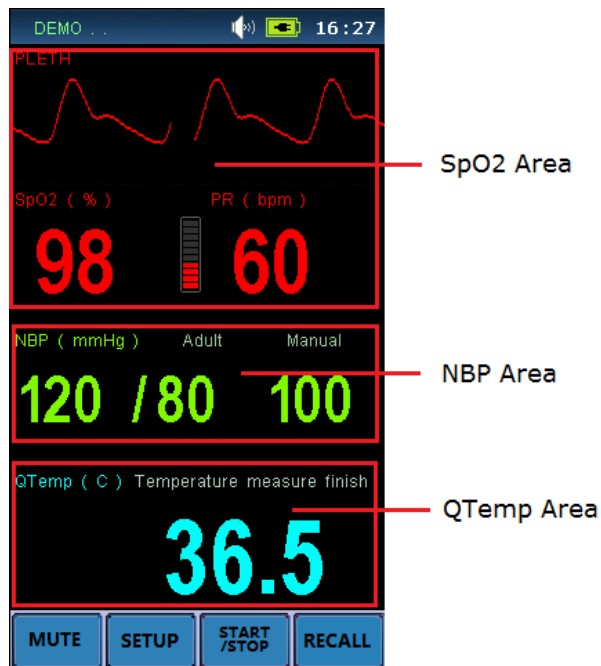 DEMO . . 16:27
PLETH
SpO2 Area
SpO2 ( % ) PR ( bpm )
98 60
NBP ( mmHg ) Adult Manual
NBP Area
120 / 80 100
QTemp ( C ) Temperature measure finish
QTemp Area
36.5
MUTE SETUP START /STOP RECALL